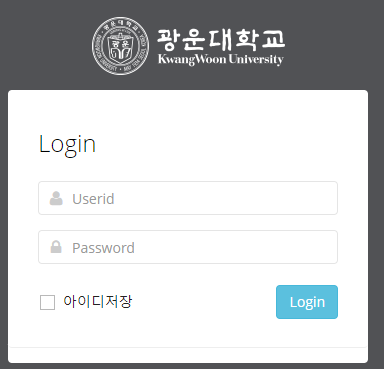 광운대학교
KwangWoon University
Login
Userid
Password
아이디저장
Login